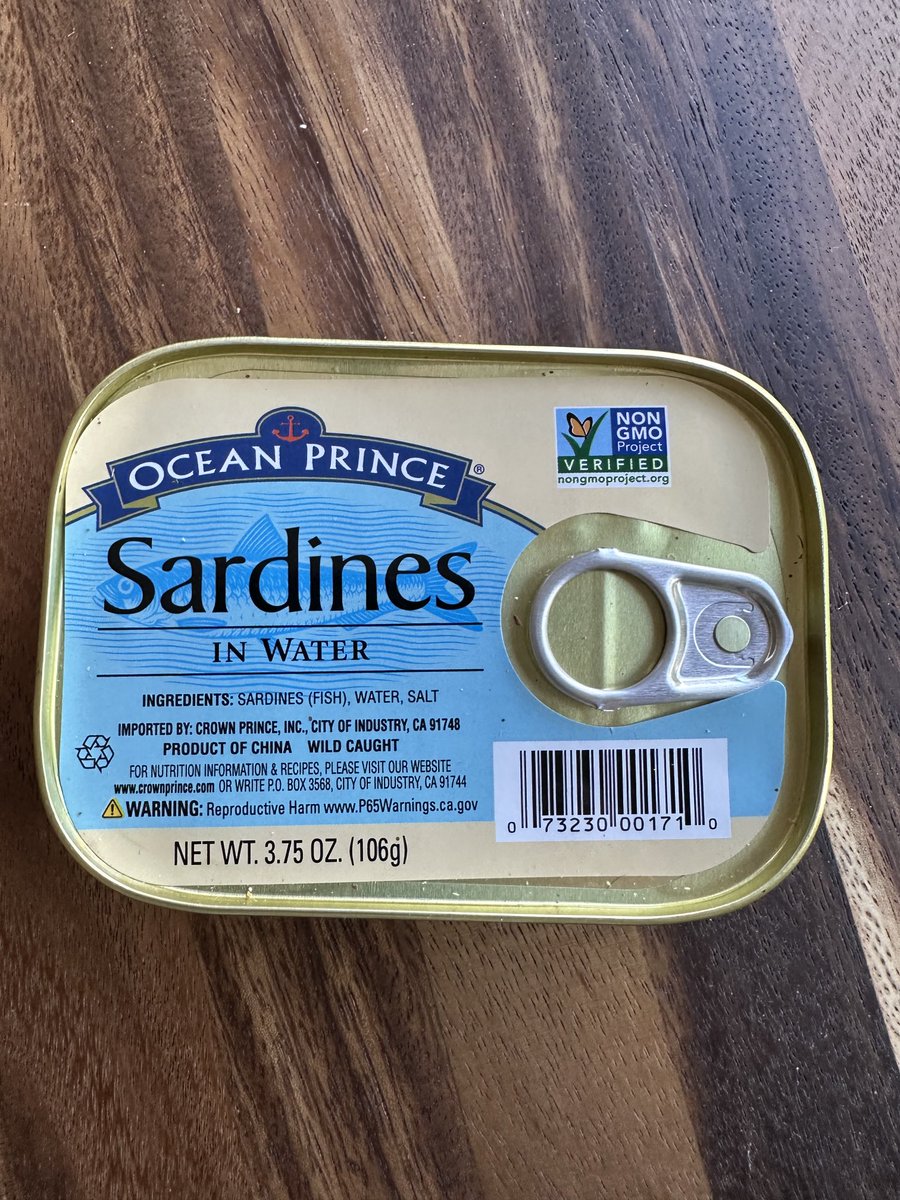 OCEAN PRINCE®
Sardines
IN WATER
INGREDIENTS: SARDINES (FISH), WATER, SALT
IMPORTED BY: CROWN PRINCE, INC., CITY OF INDUSTRY, CA 91748
PRODUCT OF CHINA WILD CAUGHT
FOR NUTRITION INFORMATION & RECIPES, PLEASE VISIT OUR WEBSITE
www.crownprince.com OR WRITE P.O. BOX 3568, CITY OF INDUSTRY, CA 91744
WARNING: Reproductive Harm www.P65Warnings.ca.gov
NET WT. 3.75 OZ. (106g)
NON
GMO
Project
VERIFIED
nongmoproject.org
0 73230 00171 0